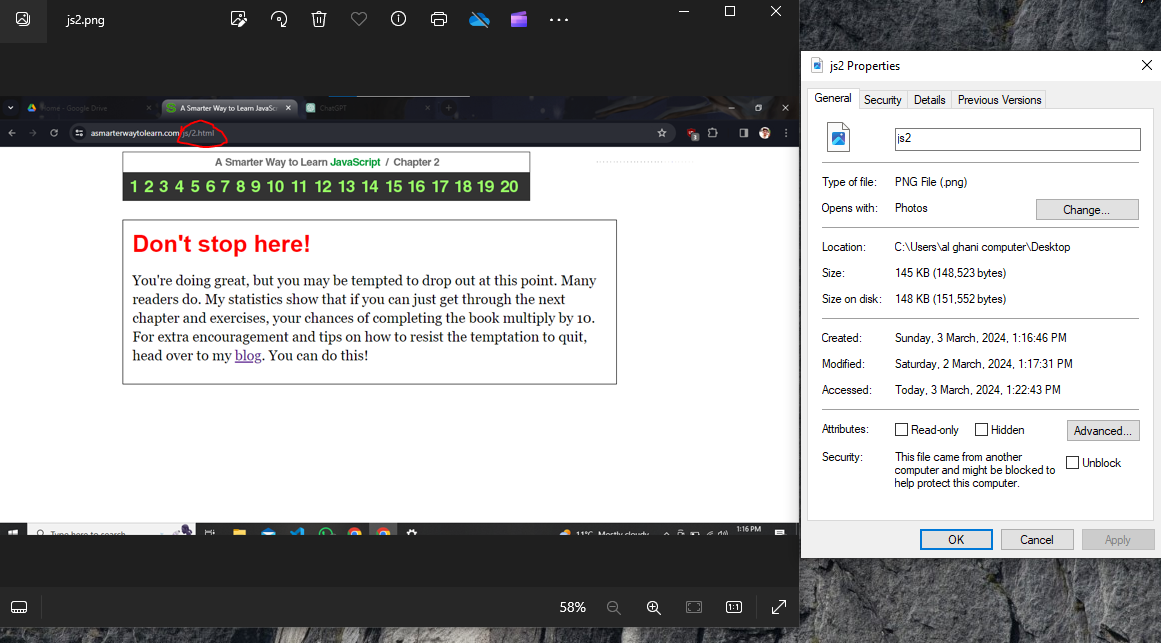 js2.png
Home - Google Drive
A Smarter Way to Learn JavaSc
ChatGPT
asmarterwaytolearn.com/js/2.html
A Smarter Way to Learn JavaScript / Chapter 2
1 2 3 4 5 6 7 8 9 10 11 12 13 14 15 16 17 18 19 20
Don't stop here!
You're doing great, but you may be tempted to drop out at this point. Many
readers do. My statistics show that if you can just get through the next
chapter and exercises, your chances of completing the book multiply by 10.
For extra encouragement and tips on how to resist the temptation to quit,
head over to my blog. You can do this!
Type here to search
11°C Mostly cloudy
1:16 PM
58%
1:1
js2 Properties
General Security Details Previous Versions
js2
Type of file: PNG File (.png)
Opens with: Photos Change...
Location: C:\Users\al ghani computer\Desktop
Size: 145 KB (148,523 bytes)
Size on disk: 148 KB (151,552 bytes)
Created: Sunday, 3 March, 2024, 1:16:46 PM
Modified: Saturday, 2 March, 2024, 1:17:31 PM
Accessed: Today, 3 March, 2024, 1:22:43 PM
Attributes: Read-only Hidden Advanced...
Security: This file came from another
computer and might be blocked to
help protect this computer.
Unblock
OK Cancel Apply